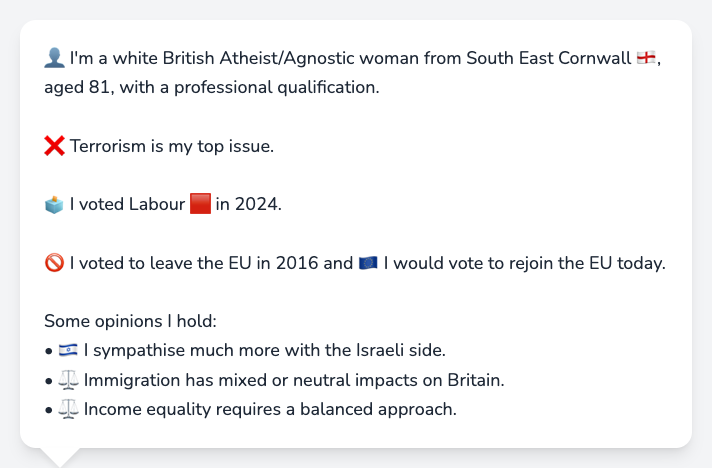 👤 I'm a white British Atheist/Agnostic woman from South East Cornwall 🏴󠁧󠁢󠁥󠁮󠁧󠁿,
aged 81, with a professional qualification.
❌ Terrorism is my top issue.
🗳️ I voted Labour 🟥 in 2024.
🚫 I voted to leave the EU in 2016 and 🇪🇺 I would vote to rejoin the EU today.
Some opinions I hold:
• 🇮🇱 I sympathise much more with the Israeli side.
• ⚖️ Immigration has mixed or neutral impacts on Britain.
• ⚖️ Income equality requires a balanced approach.